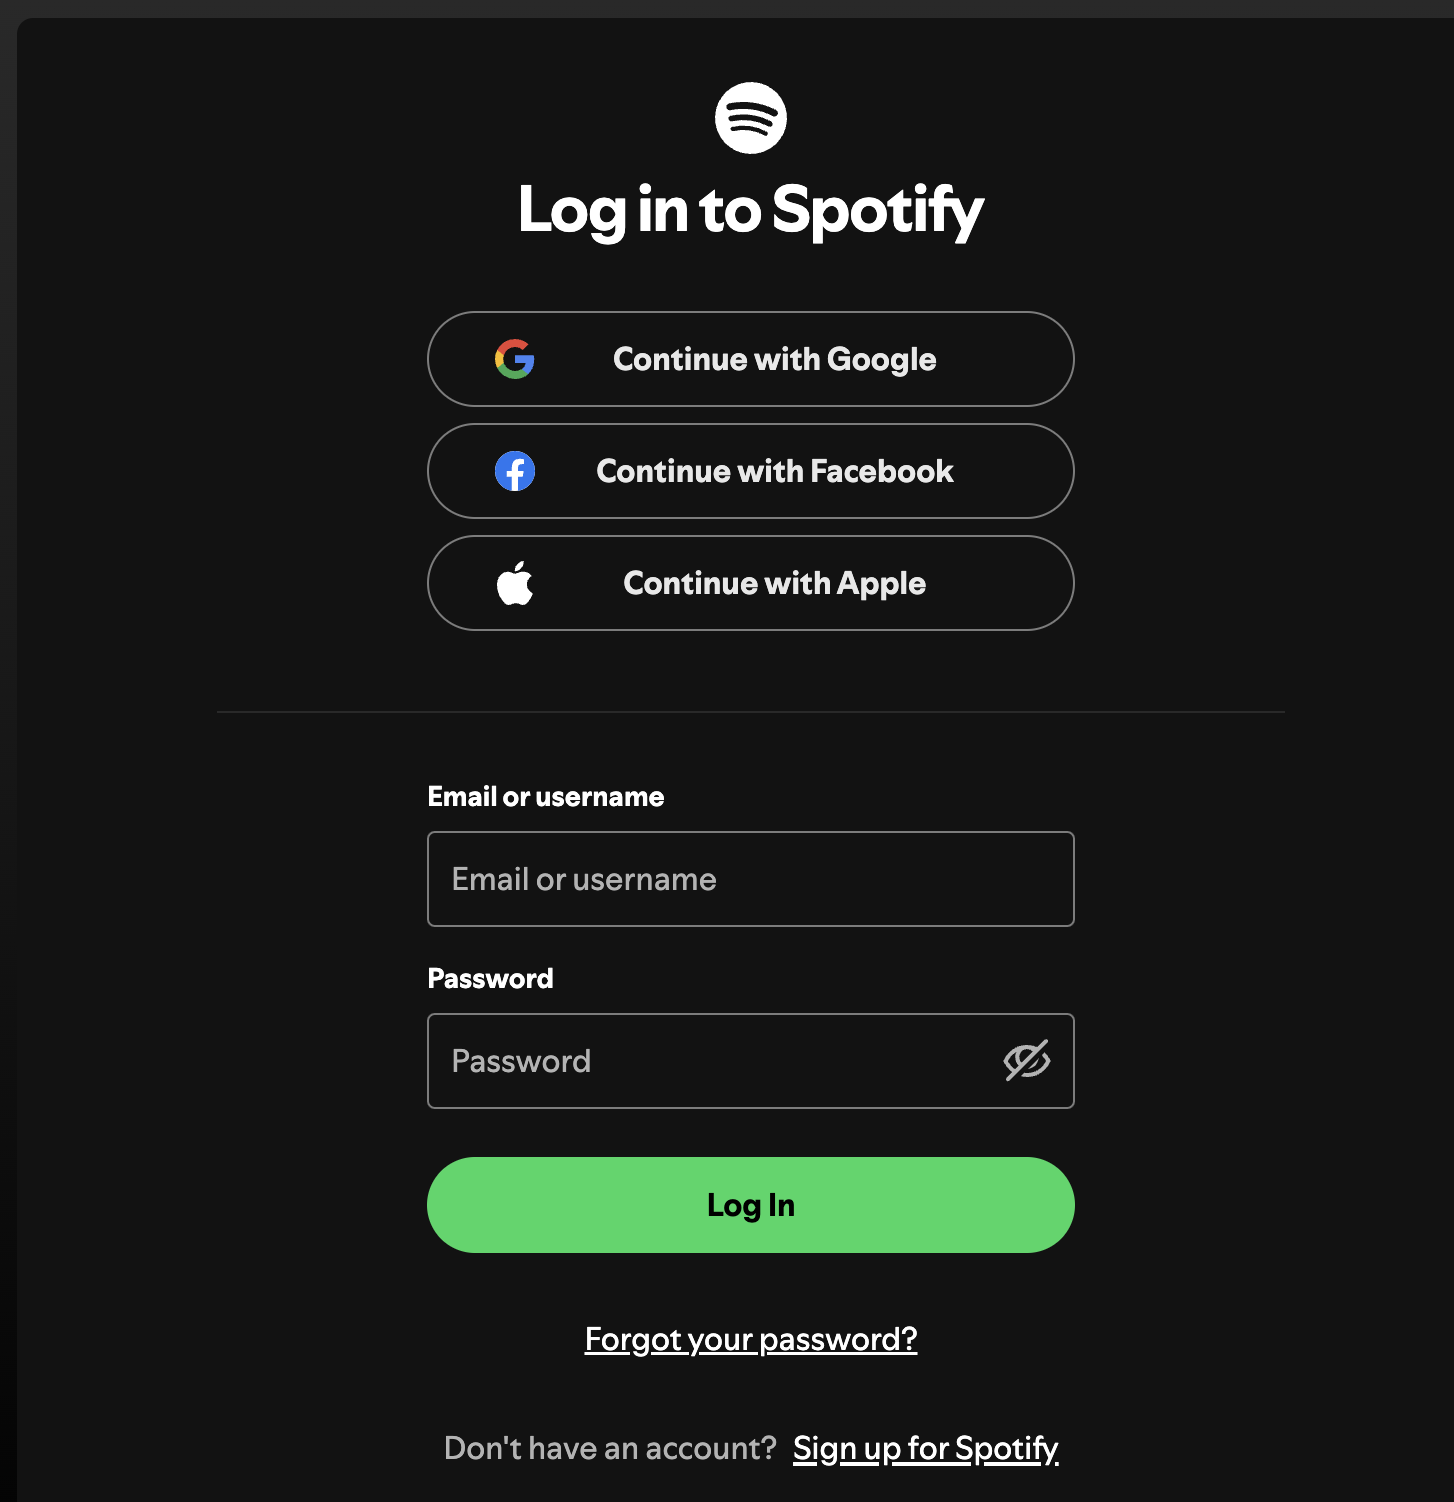 Log in to Spotify
Continue with Google
Continue with Facebook
Continue with Apple
Email or username
Email or username
Password
Password
Log In
Forgot your password?
Don't have an account? Sign up for Spotify